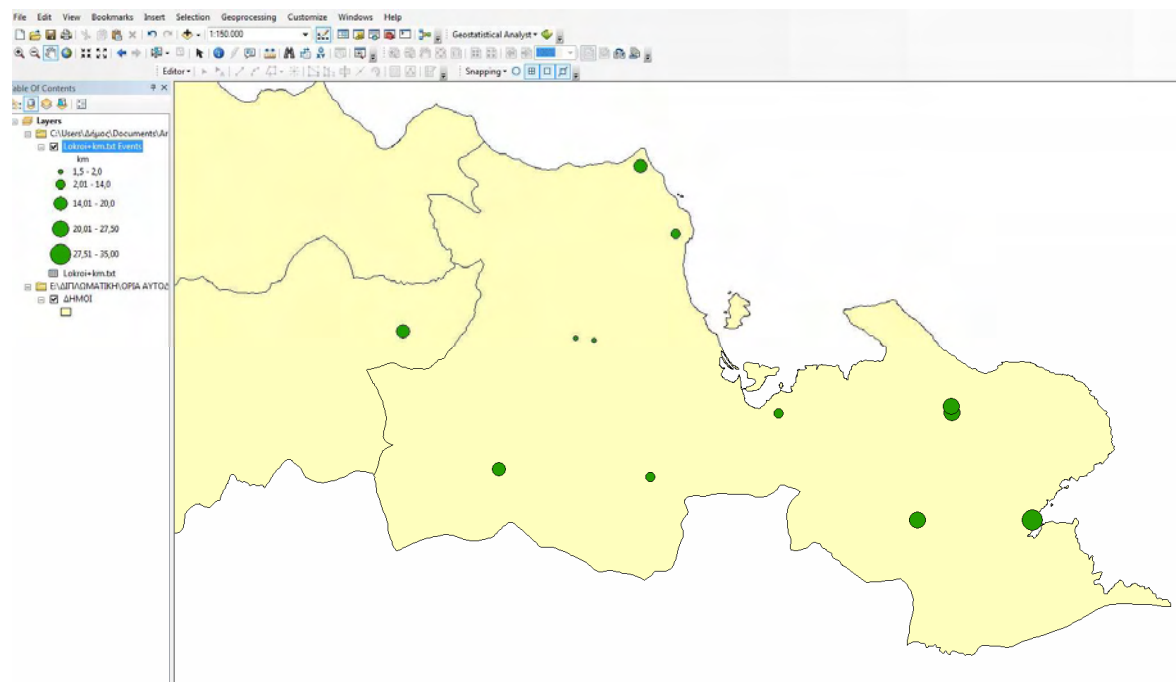 File Edit View Bookmarks Insert Selection Geoprocessing Customize Windows Help
1:150.000 Geostatistical Analyst
Editor Snapping
able Of Contents
Layers
C:\Users\Δήμος\Documents\Ar
Lokroi+km.txt Events
km
1,5 - 2,0
2,01 - 14,0
14,01 - 20,0
20,01 - 27,50
27,51 - 35,00
Lokroi+km.txt
E:\ΔΙΠΛΩΜΑΤΙΚΗ\ΟΡΙΑ ΑΥΤΟΔ
ΔΗΜΟΙ